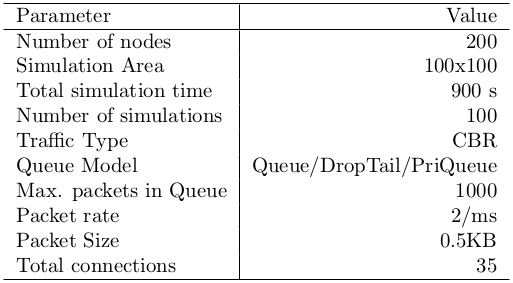 Parameter Value
Number of nodes 200
Simulation Area 100x100
Total simulation time 900 s
Number of simulations 100
Traffic Type CBR
Queue Model Queue/DropTail/PriQueue
Max. packets in Queue 1000
Packet rate 2/ms
Packet Size 0.5KB
Total connections 35